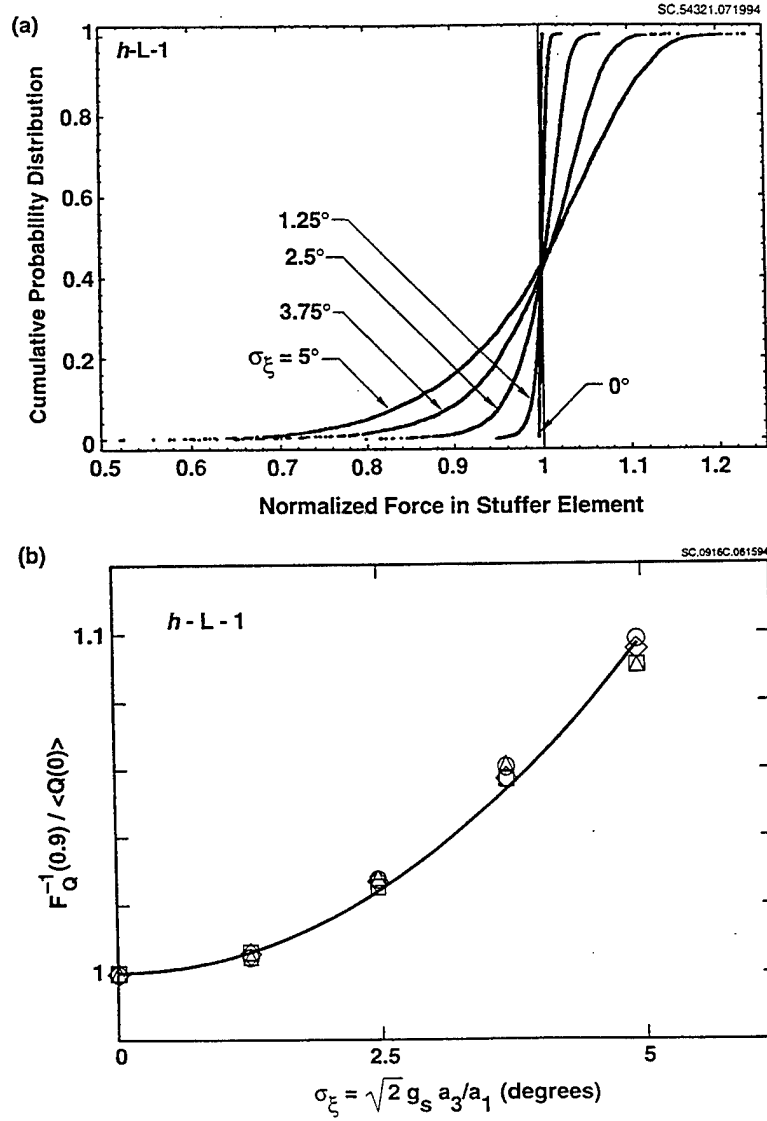 SC.54321.071994
(a)
h-L-1
Cumulative Probability Distribution
1
0.8
0.6
0.4
0.2
0
1.25°
2.5°
3.75°
σξ = 5°
0°
0.5
0.6
0.7
0.8
0.9
1
1.1
1.2
Normalized Force in Stuffer Element
(b)
SC.0916C.061594
h - L - 1
F_Q^{-1}(0.9) / <Q(0)>
1.1
1
0
2.5
5
σξ = √2 gs a3/a1 (degrees)